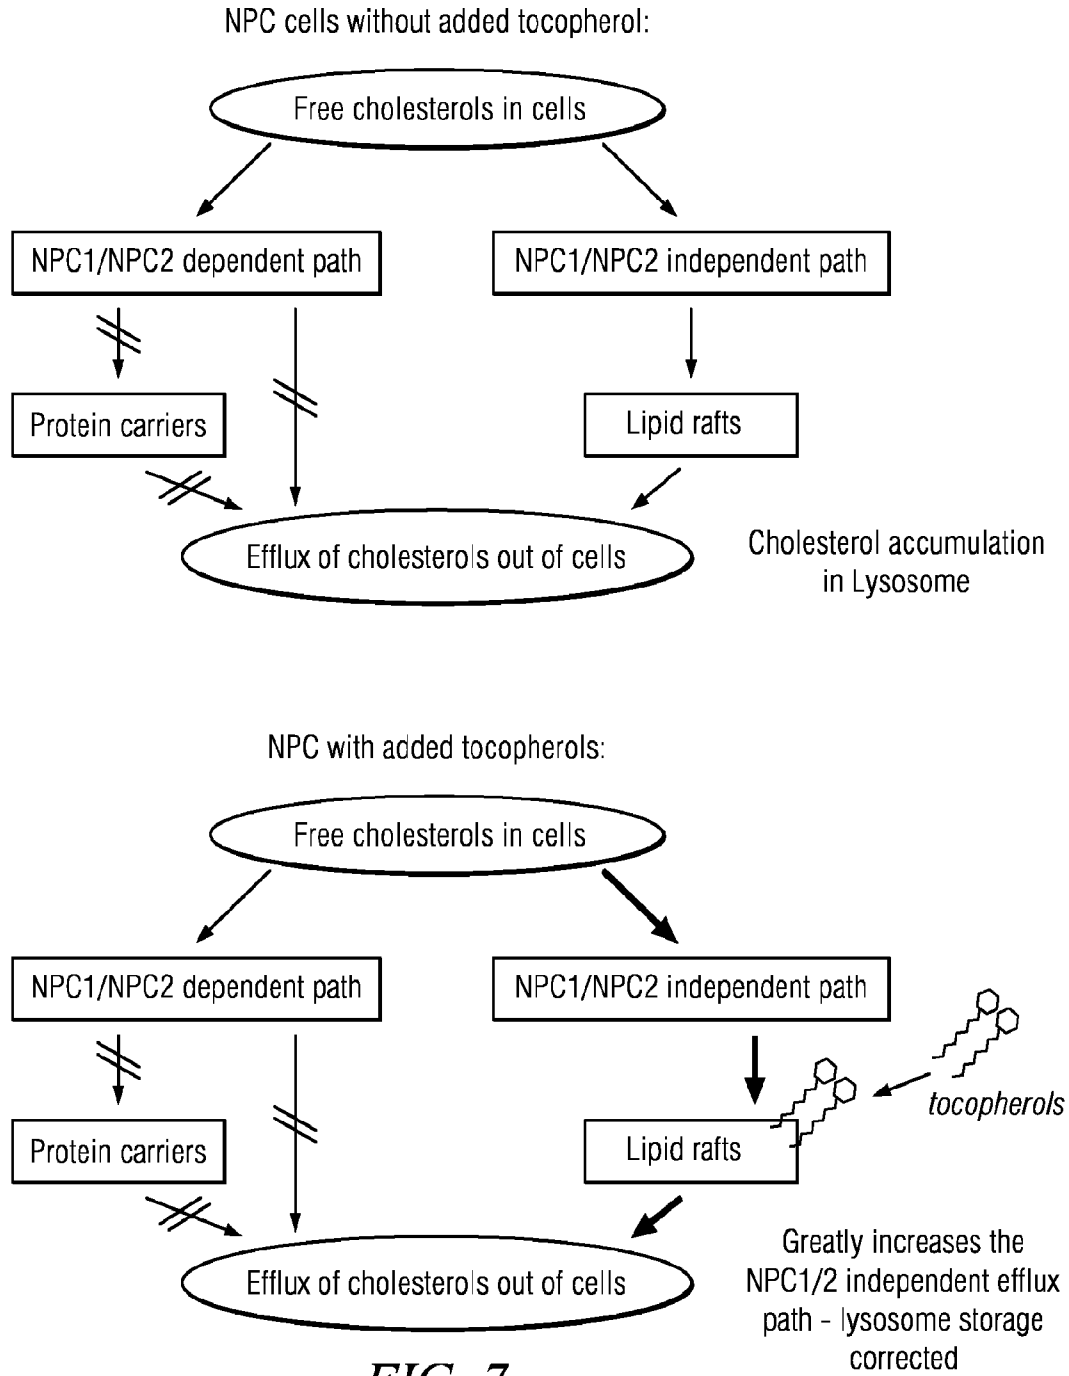 NPC cells without added tocopherol:
Free cholesterols in cells
NPC1/NPC2 dependent path
NPC1/NPC2 independent path
Protein carriers
Lipid rafts
Efflux of cholesterols out of cells
Cholesterol accumulation
in Lysosome
NPC with added tocopherols:
Free cholesterols in cells
NPC1/NPC2 dependent path
NPC1/NPC2 independent path
tocopherols
Protein carriers
Lipid rafts
Efflux of cholesterols out of cells
Greatly increases the
NPC1/2 independent efflux
path - lysosome storage
corrected
FIG. 7